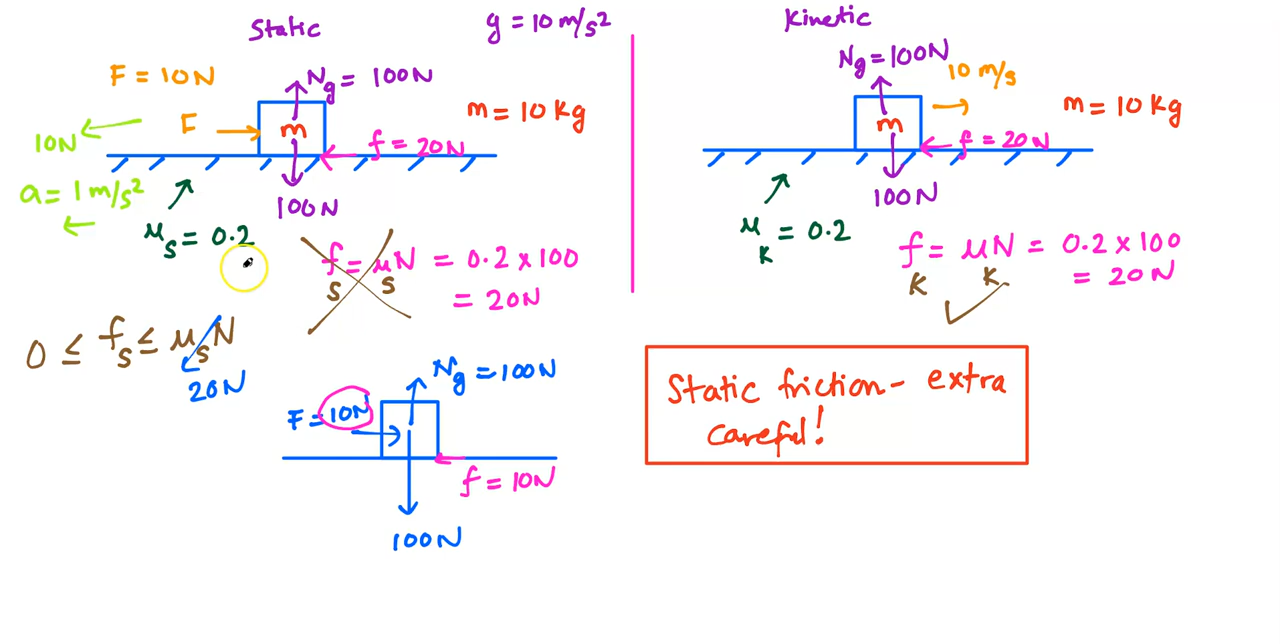 Static
g = 10 m/s²
F = 10N
Ng = 100N
m = 10 kg
F
m
10N
f = 20N
a = 1 m/s²
100N
μs = 0.2
fs = μsN = 0.2 × 100
= 20N
0 ≤ fs ≤ μsN
20N
Ng = 100N
F = 10N
f = 10N
100N
Kinetic
Ng = 100N
10 m/s
m = 10 kg
m
f = 20N
100N
μK = 0.2
fK = μKN = 0.2 × 100
= 20N
Static friction - extra
careful!